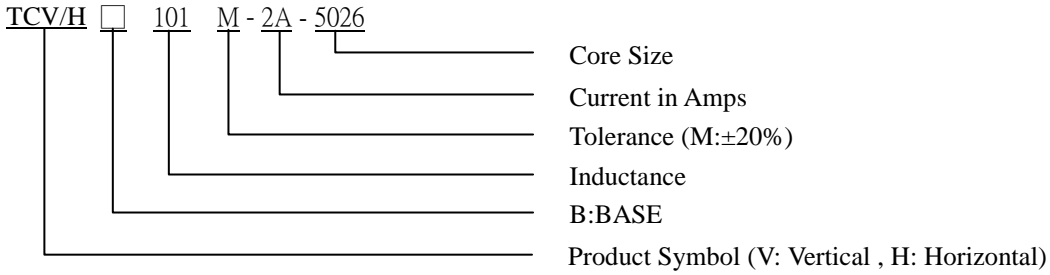 TCV/H □ 101 M - 2A - 5026
Core Size
Current in Amps
Tolerance (M:±20%)
Inductance
B:BASE
Product Symbol (V: Vertical , H: Horizontal)